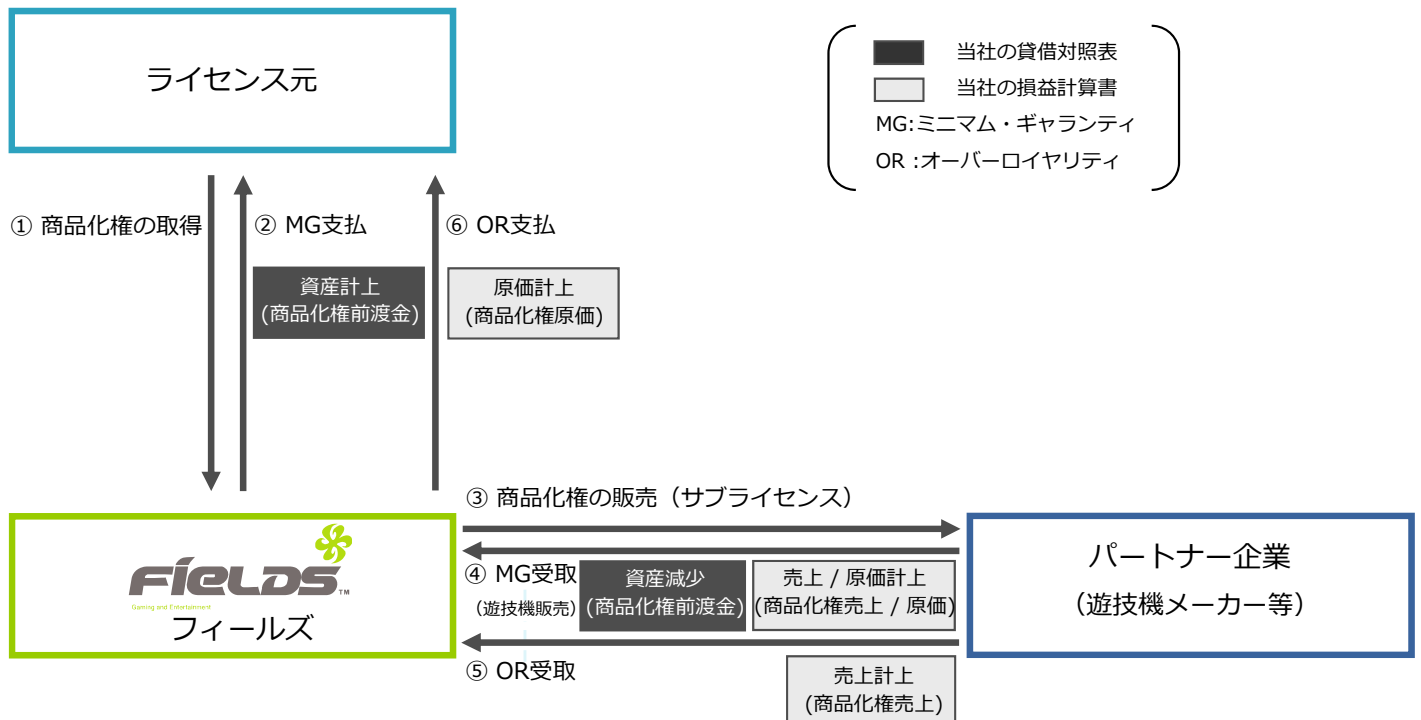 ライセンス元
当社の貸借対照表
当社の損益計算書
MG:ミニマム・ギャランティ
OR :オーバーロイヤリティ
① 商品化権の取得
② MG支払
⑥ OR支払
資産計上
(商品化権前渡金)
原価計上
(商品化権原価)
③ 商品化権の販売（サブライセンス）
FIELDS™
Gaming and Entertainment
フィールズ
④ MG受取
（遊技機販売）
資産減少
(商品化権前渡金)
売上 / 原価計上
(商品化権売上 / 原価)
⑤ OR受取
売上計上
(商品化権売上)
パートナー企業
（遊技機メーカー等）